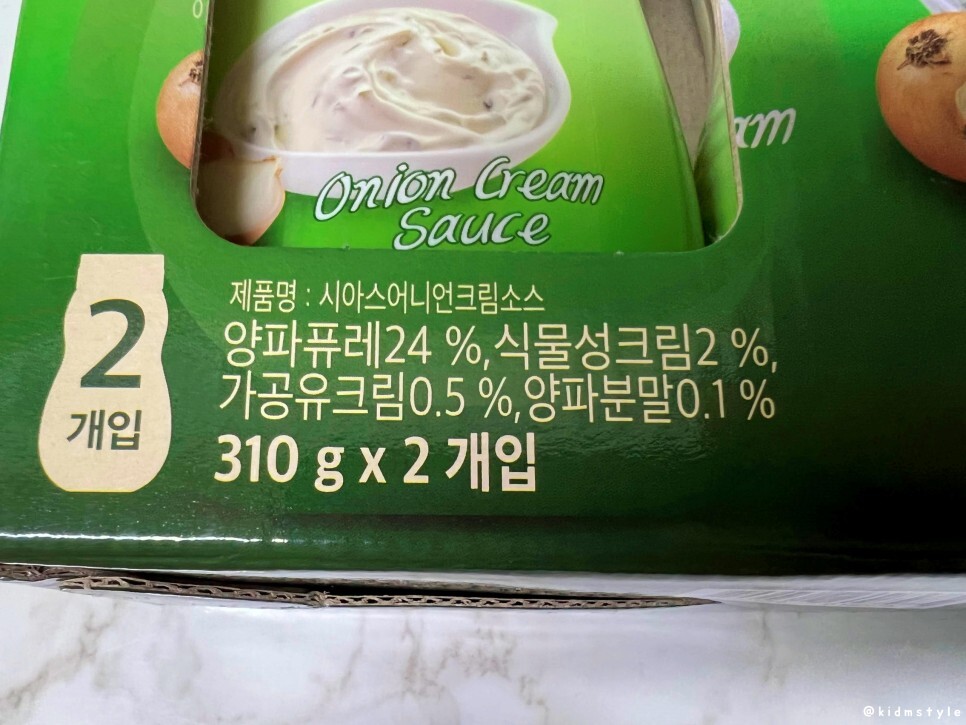 Onion Cream
Sauce
am
2
개입
제품명 : 시아스어니언크림소스
양파퓨레24 %, 식물성크림2 %,
가공유크림0.5 %, 양파분말0.1 %
310 g x 2 개입
@kidmstyle